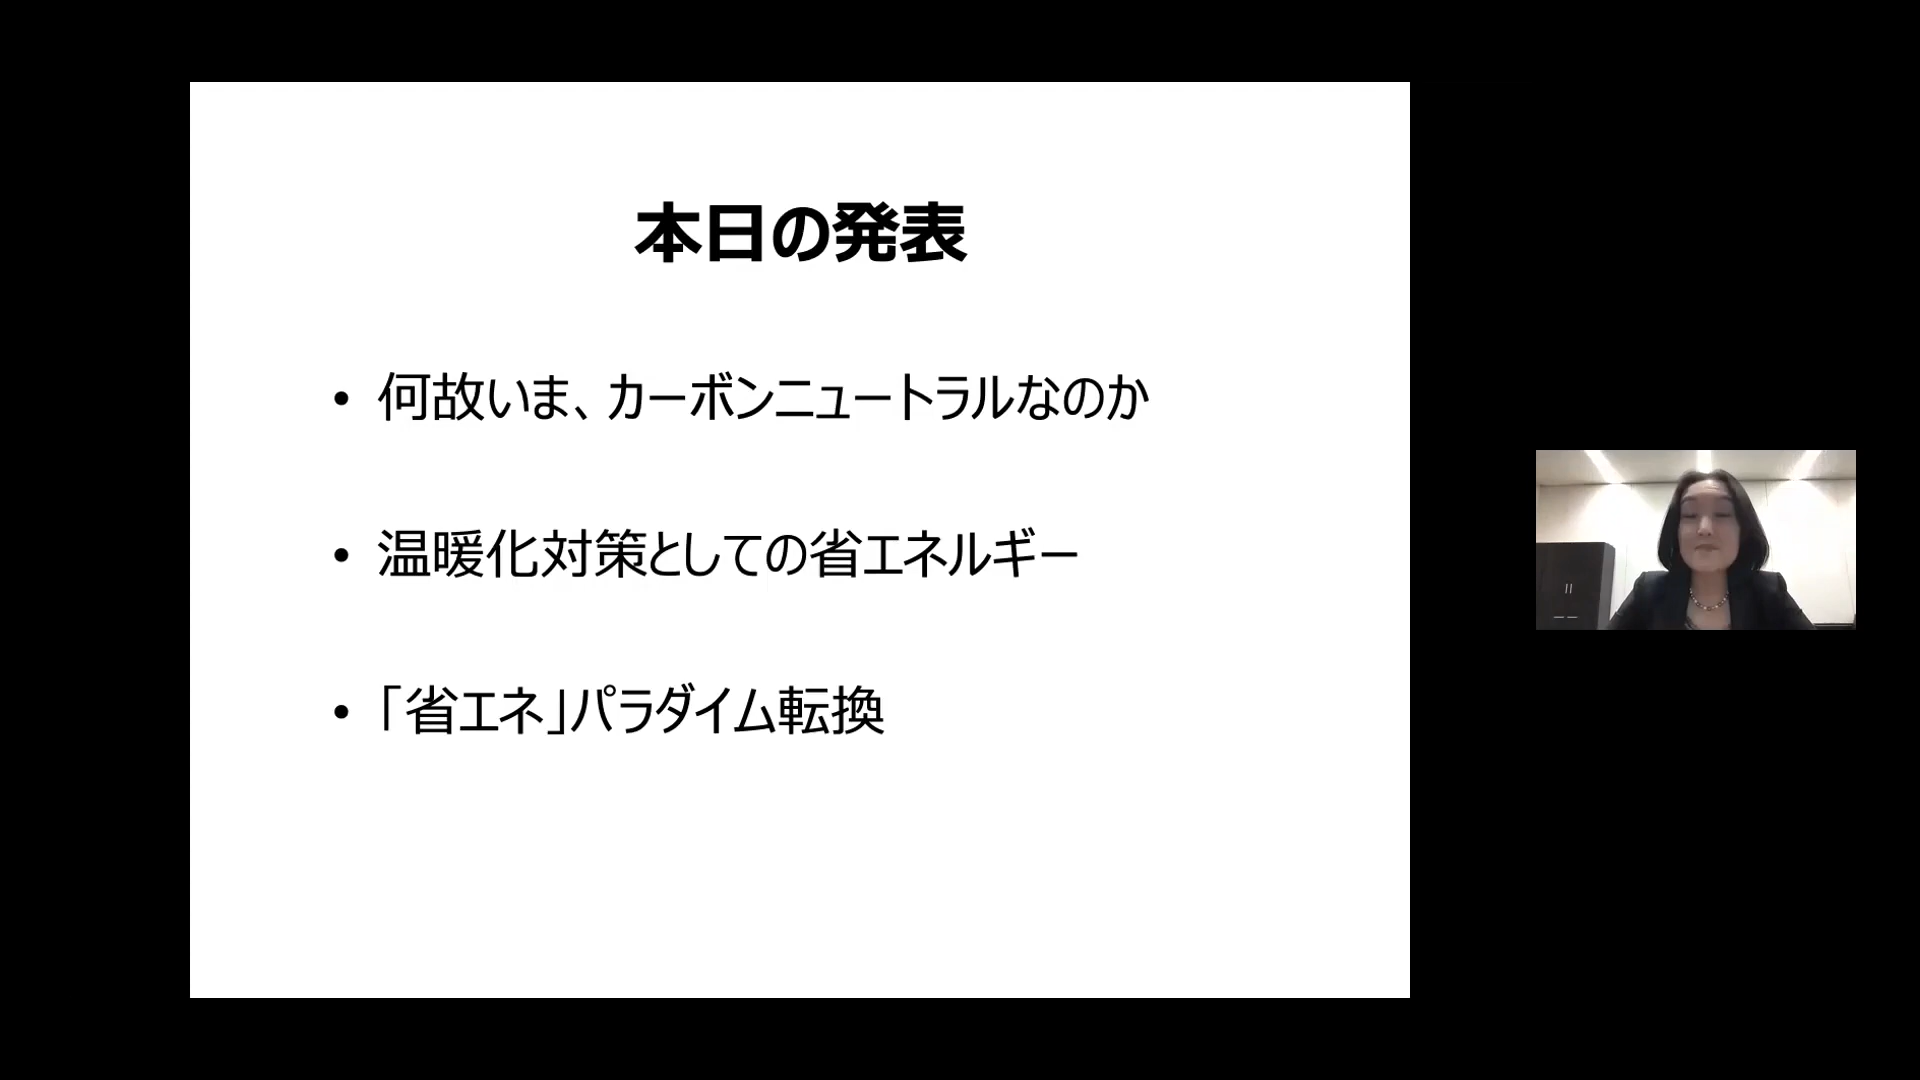 本日の発表
• 何故いま、カーボンニュートラルなのか
• 温暖化対策としての省エネルギー
• 「省エネ」パラダイム転換